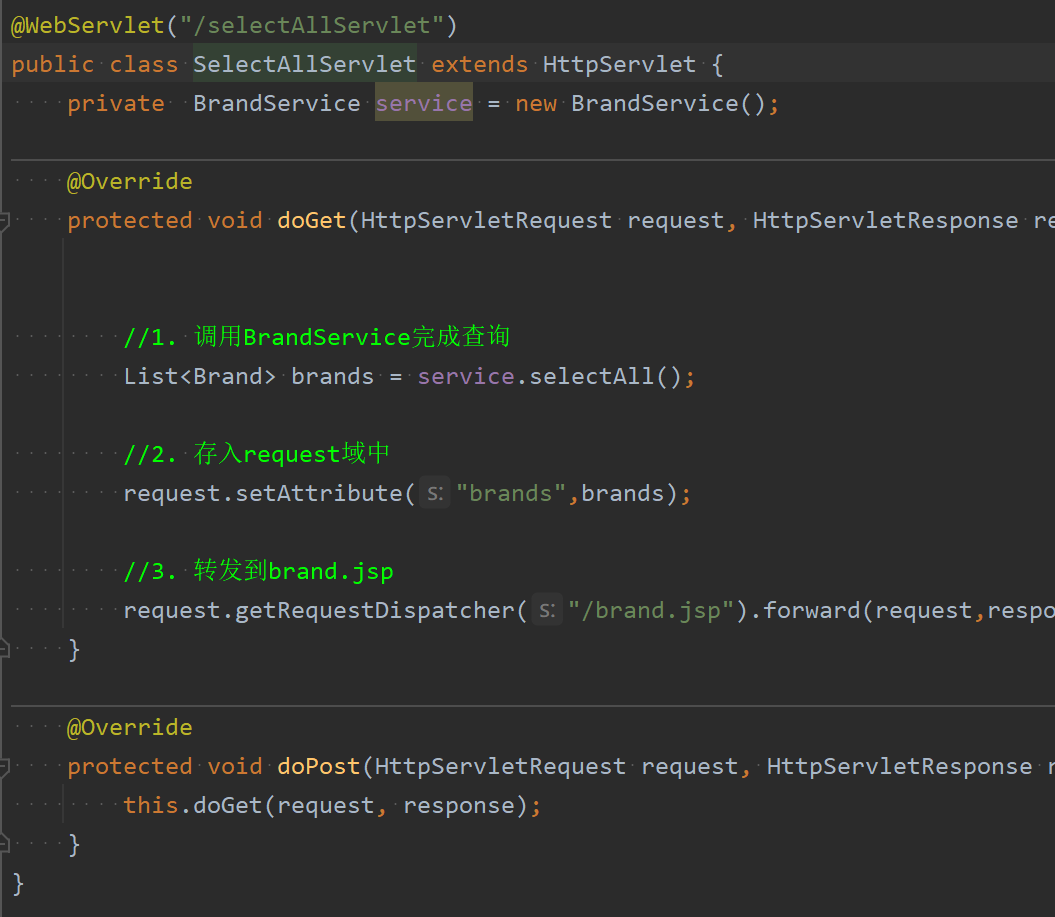 @WebServlet("/selectAllServlet")
public class SelectAllServlet extends HttpServlet {
    private  BrandService service = new BrandService();
    @Override
    protected void doGet(HttpServletRequest request, HttpServletResponse re
        //1. 调用BrandService完成查询
        List<Brand> brands = service.selectAll();
        //2. 存入request域中
        request.setAttribute( s: "brands",brands);
        //3. 转发到brand.jsp
        request.getRequestDispatcher( s: "/brand.jsp").forward(request,respo
    }
    @Override
    protected void doPost(HttpServletRequest request, HttpServletResponse r
        this.doGet(request, response);
    }
}